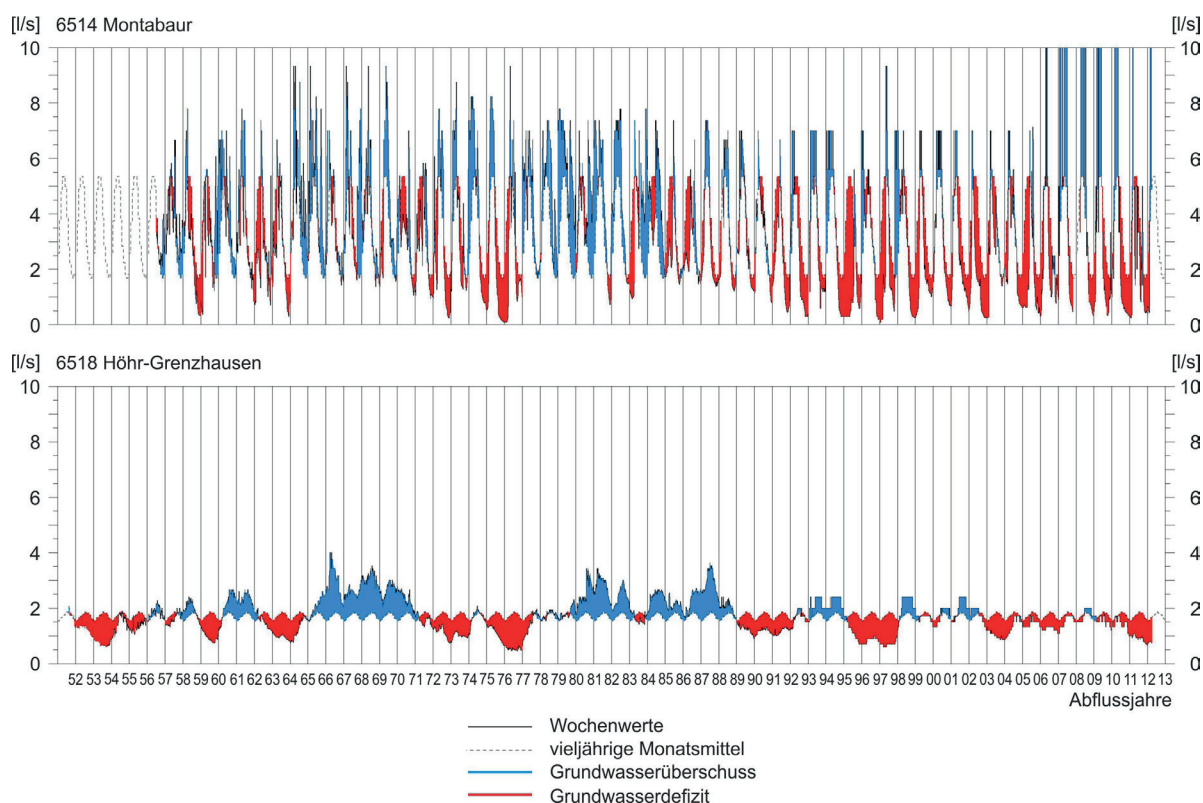 [l/s] 6514 Montabaur [l/s]
10 10
8 8
6 6
4 4
2 2
0 0
[l/s] 6518 Höhr-Grenzhausen [l/s]
10 10
8 8
6 6
4 4
2 2
0 0
52 53 54 55 56 57 58 59 60 61 62 63 64 65 66 67 68 69 70 71 72 73 74 75 76 77 78 79 80 81 82 83 84 85 86 87 88 89 90 91 92 93 94 95 96 97 98 99 00 01 02 03 04 05 06 07 08 09 10 11 12 13
Abflussjahre
Wochenwerte
vieljährige Monatsmittel
Grundwasserüberschuss
Grundwasserdefizit